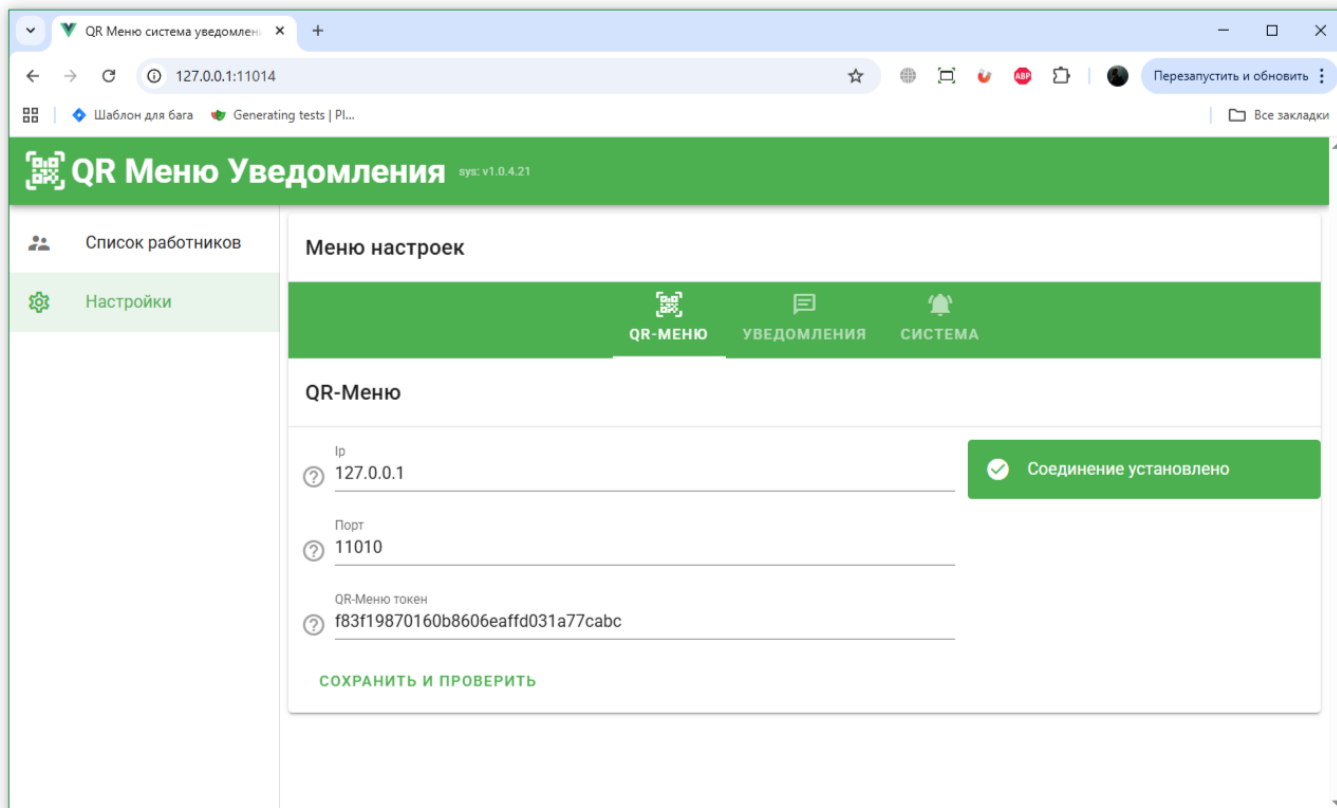 QR Меню система уведомлен
127.0.0.1:11014
ABP
Перезапустить и обновить
Шаблон для бага
Generating tests | Pl...
Все закладки
QR Меню Уведомления sys: v1.0.4.21
Список работников
Настройки
Меню настроек
QR-МЕНЮ УВЕДОМЛЕНИЯ СИСТЕМА
QR-Меню
Ip
127.0.0.1
Соединение установлено
Порт
11010
QR-Меню токен
f83f19870160b8606eaffd031a77cabc
СОХРАНИТЬ И ПРОВЕРИТЬ